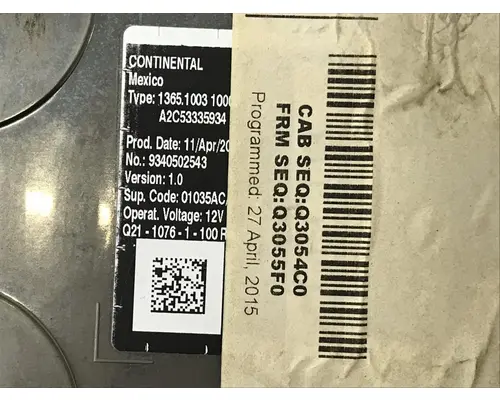 CONTINENTAL
Mexico
Type: 1365.1003 1000
A2C53335934
Prod. Date: 11/Apr/20
No.: 9340502543
Version: 1.0
Sup. Code: 01035AC
Operat. Voltage: 12V
Q21 - 1076 - 1 - 100 R
CAB SEQ:Q3054C0
FRM SEQ:Q3055F0
Programmed: 27 April, 2015